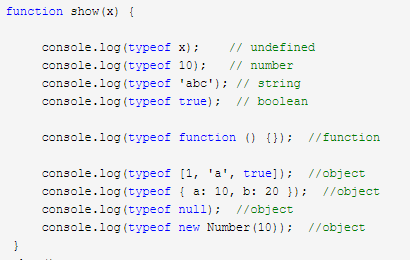 function show(x) {
console.log(typeof x);    // undefined
console.log(typeof 10);   // number
console.log(typeof 'abc'); // string
console.log(typeof true);  // boolean
console.log(typeof function () {});  //function
console.log(typeof [1, 'a', true]);  //object
console.log(typeof { a: 10, b: 20 });  //object
console.log(typeof null);  //object
console.log(typeof new Number(10));  //object
}